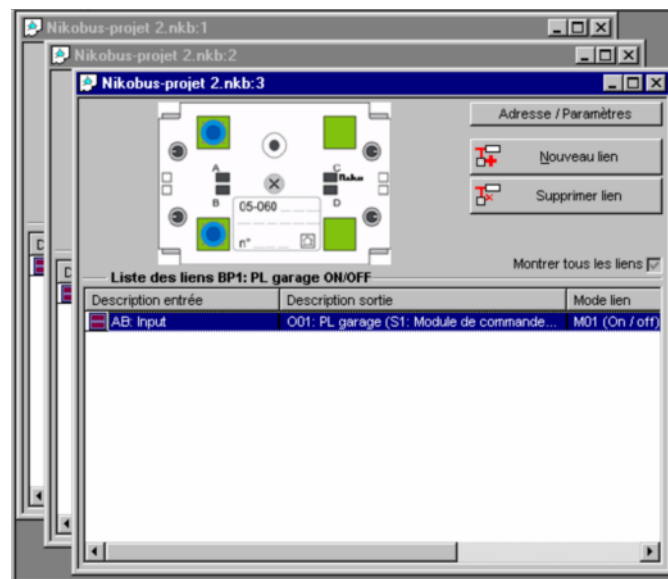 Nikobus-projet 2.nkb:1
Nikobus-projet 2.nkb:2
Nikobus-projet 2.nkb:3
Adresse / Paramètres
Nouveau lien
Supprimer lien
A
C
Niko
B
D
05-060
n°
Montrer tous les liens
Liste des liens BP1: PL garage ON/OFF
Description entrée
Description sortie
Mode lien
AB: Input
O01: PL garage (S1: Module de commande...
M01 (On / off)